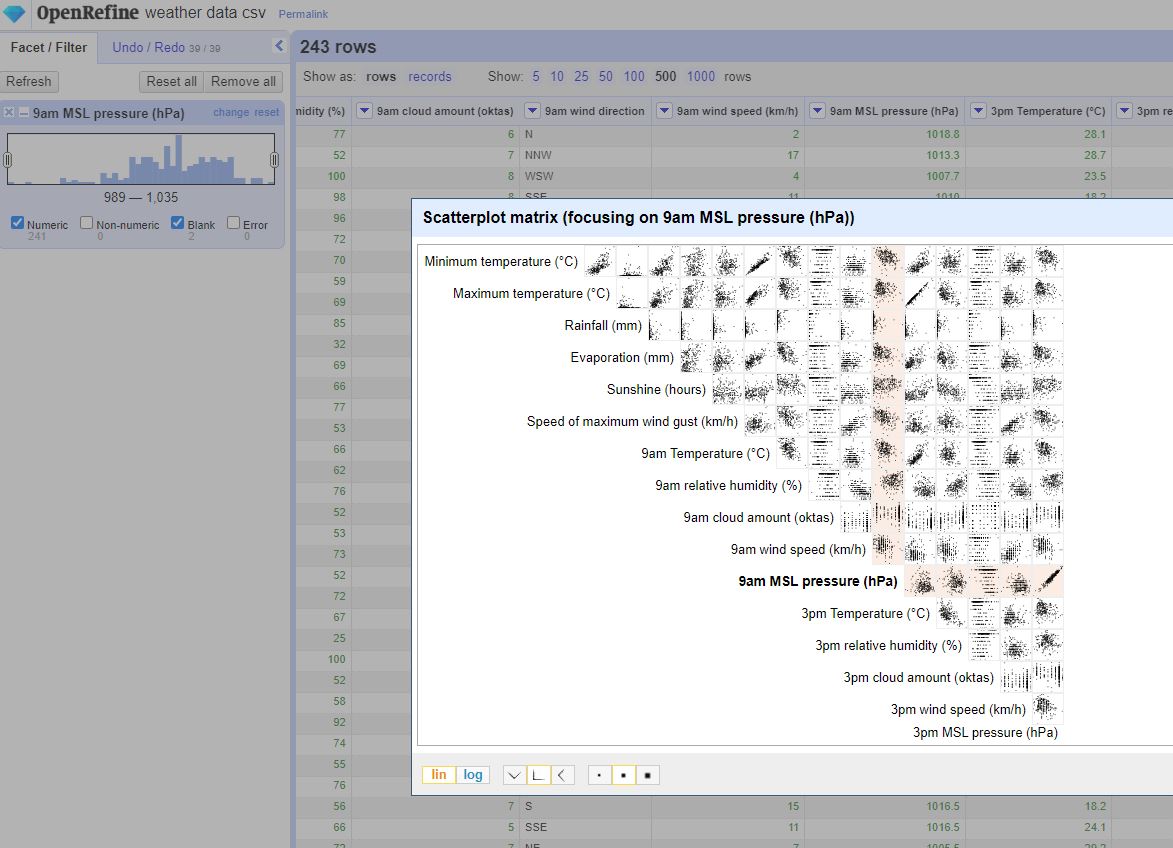 OpenRefine weather data csv Permalink
Facet / Filter Undo / Redo 39 / 39
243 rows
Refresh Reset all Remove all
Show as: rows records Show: 5 10 25 50 100 500 1000 rows
9am MSL pressure (hPa) change reset
989 — 1,035
Numeric Non-numeric Blank Error
241 0 2 0
midity (%) 9am cloud amount (oktas) 9am wind direction 9am wind speed (km/h) 9am MSL pressure (hPa) 3pm Temperature (°C) 3pm re
77 6 N 2 1018.8 28.1
52 7 NNW 17 1013.3 28.7
100 8 WSW 4 1007.7 23.5
98 8 SSE 11 1010 18.2
96
72
70
59
69
85
32
69
66
77
53
66
62
76
52
53
73
52
72
67
25
100
52
58
92
74
55
76
Scatterplot matrix (focusing on 9am MSL pressure (hPa))
Minimum temperature (°C)
Maximum temperature (°C)
Rainfall (mm)
Evaporation (mm)
Sunshine (hours)
Speed of maximum wind gust (km/h)
9am Temperature (°C)
9am relative humidity (%)
9am cloud amount (oktas)
9am wind speed (km/h)
9am MSL pressure (hPa)
3pm Temperature (°C)
3pm relative humidity (%)
3pm cloud amount (oktas)
3pm wind speed (km/h)
3pm MSL pressure (hPa)
lin log
56 7 S 15 1016.5 18.2
66 5 SSE 11 1016.5 24.1
72 7 NE 7 1005.5 29.2